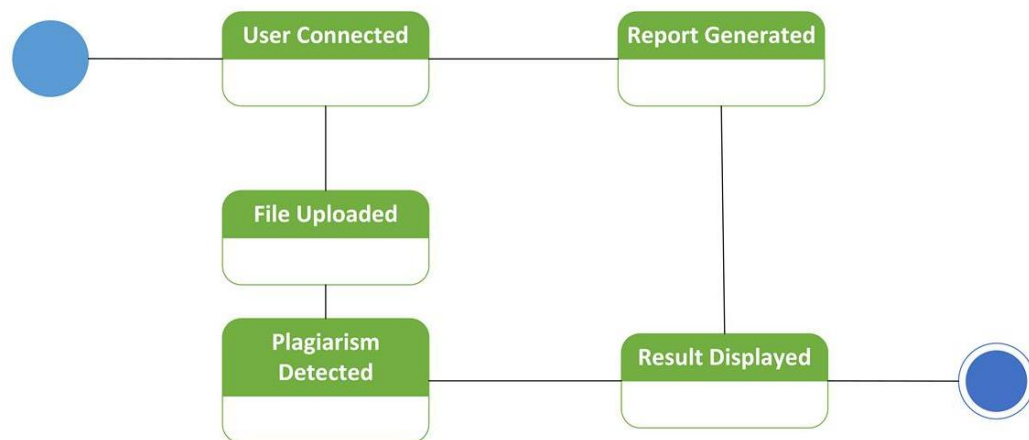 User Connected
Report Generated
File Uploaded
Plagiarism
Detected
Result Displayed